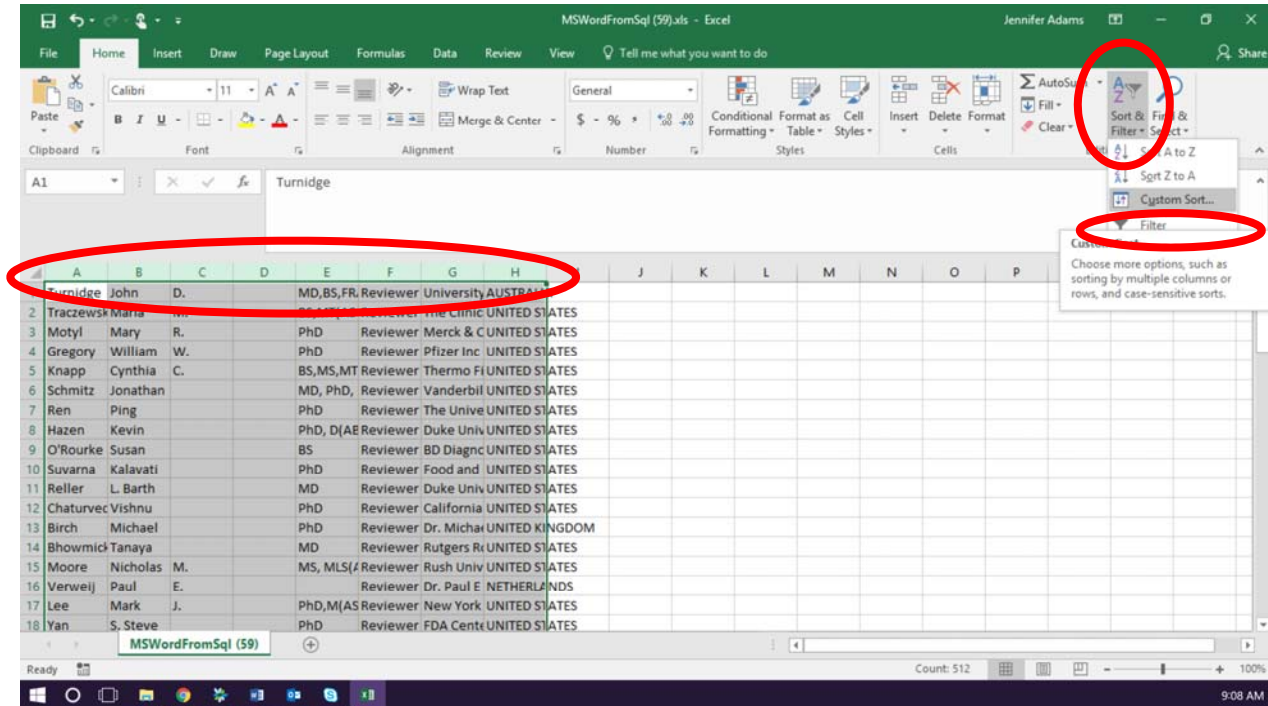 MSWordFromSql (59).xls - Excel
Jennifer Adams
File Home Insert Draw Page Layout Formulas Data Review View Tell me what you want to do Share
Calibri 11 A A Wrap Text General AutoSum
Paste B I U A Merge & Center $ % , Conditional Format as Cell Insert Delete Format Fill Sort & Find &
Formatting Table Styles Clear Filter Select
Clipboard Font Alignment Number Styles Cells
Sort A to Z
A1 fx Turnidge
Sort Z to A
Custom Sort...
Filter
Choose more options, such as
sorting by multiple columns or
rows, and case-sensitive sorts.
A B C D E F G H J K L M N O P
Turnidge John D. MD,BS,FR Reviewer University
2 Traczewsk Maria UNITED STATES
3 Motyl Mary R. PhD Reviewer Merck & C UNITED STATES
4 Gregory William W. PhD Reviewer Pfizer Inc UNITED STATES
5 Knapp Cynthia C. BS,MS,MT Reviewer Thermo Fi UNITED STATES
6 Schmitz Jonathan MD, PhD, Reviewer Vanderbil UNITED STATES
7 Ren Ping PhD Reviewer The Unive UNITED STATES
8 Hazen Kevin PhD, D(AB Reviewer Duke Univ UNITED STATES
9 O'Rourke Susan BS Reviewer BD Diagno UNITED STATES
10 Suvarna Kalavati PhD Reviewer Food and UNITED STATES
11 Reller L. Barth MD Reviewer Duke Univ UNITED STATES
12 Chaturvec Vishnu PhD Reviewer California UNITED STATES
13 Birch Michael PhD Reviewer Dr. Micha UNITED KINGDOM
14 Bhowmick Tanaya MD Reviewer Rutgers Ro UNITED STATES
15 Moore Nicholas M. MS, MLS(A Reviewer Rush Univ UNITED STATES
16 Verweij Paul E. Reviewer Dr. Paul E NETHERLANDS
17 Lee Mark J. PhD,M(AS Reviewer New York UNITED STATES
18 Yan S. Steve PhD Reviewer FDA Cente UNITED STATES
MSWordFromSql (59)
Ready Count: 512 100%
9:08 AM